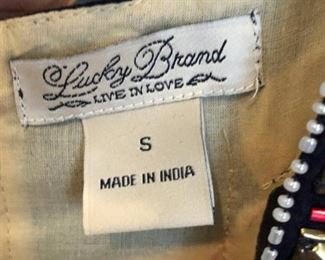 Lucky Brand
LIVE IN LOVE
S
MADE IN INDIA